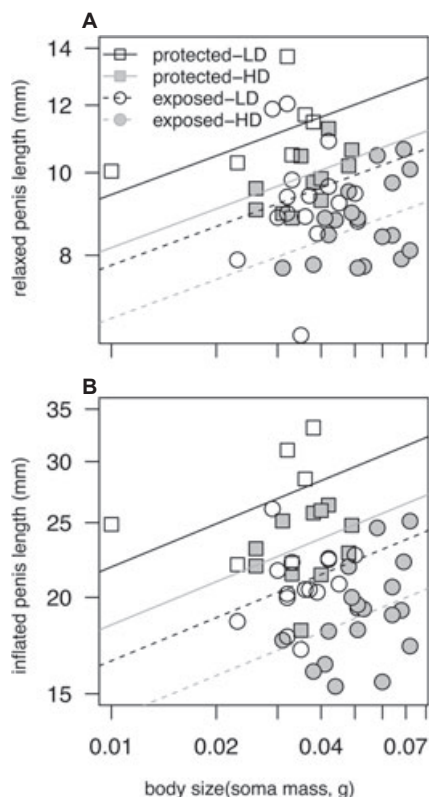 A
14
12
10
8
relaxed penis length (mm)
protected–LD
protected–HD
exposed–LD
exposed–HD
B
35
30
25
20
15
inflated penis length (mm)
0.01 0.02 0.04 0.07
body size(soma mass, g)